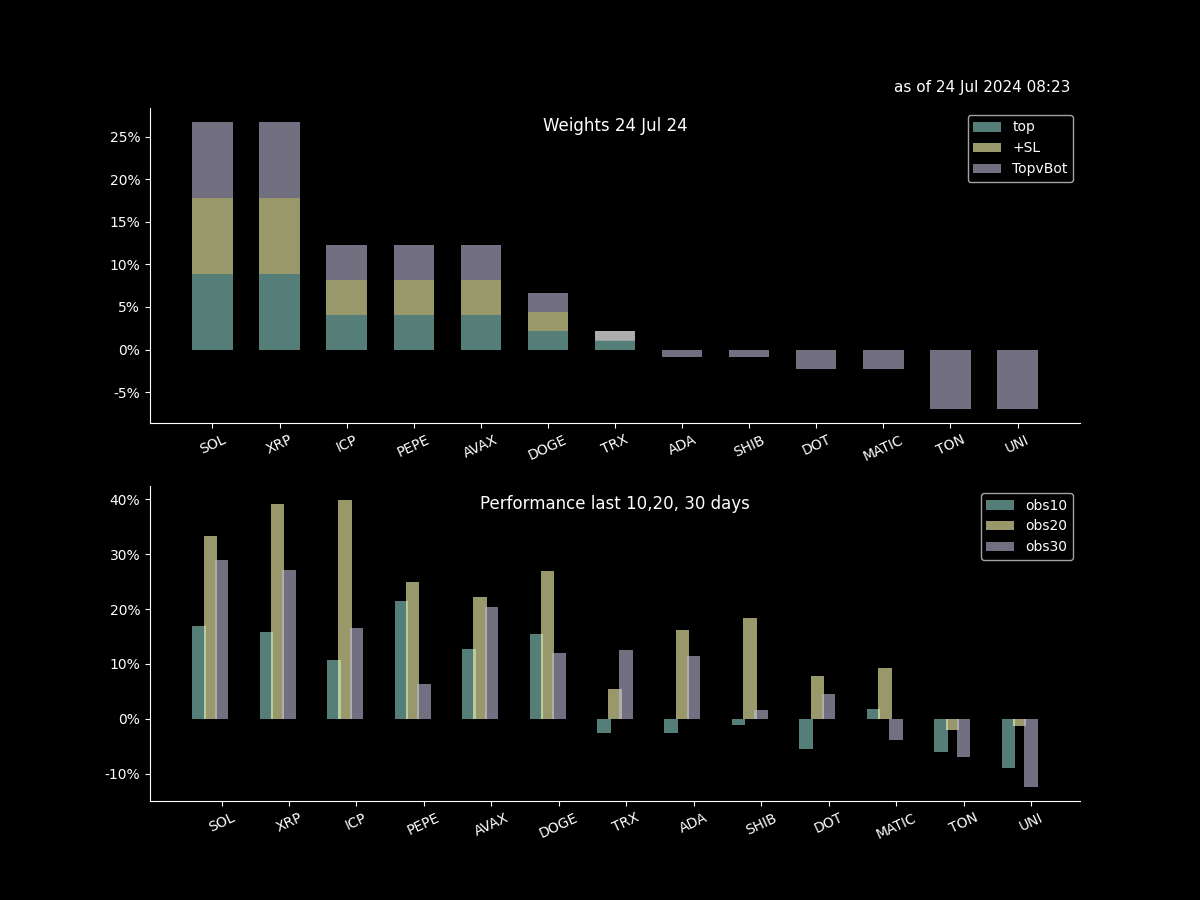 as of 24 Jul 2024 08:23
Weights 24 Jul 24
top
+SL
TopvBot
25%
20%
15%
10%
5%
0%
-5%
SOL XRP ICP PEPE AVAX DOGE TRX ADA SHIB DOT MATIC TON UNI
Performance last 10,20, 30 days
obs10
obs20
obs30
40%
30%
20%
10%
0%
-10%
SOL XRP ICP PEPE AVAX DOGE TRX ADA SHIB DOT MATIC TON UNI